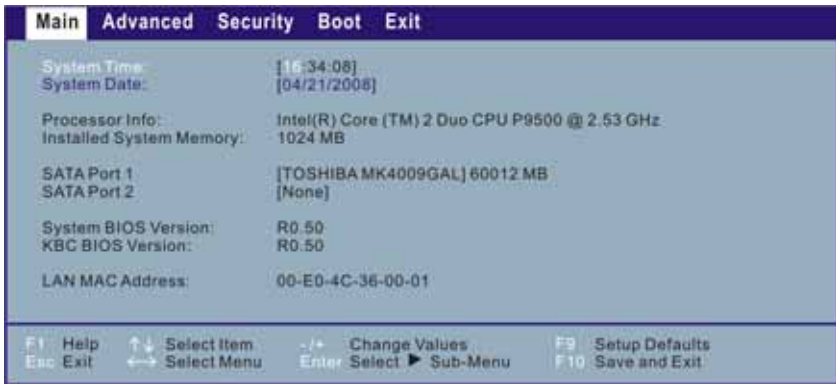 Main Advanced Security Boot Exit
System Time: [16:34:08]
System Date: [04/21/2008]
Processor Info: Intel(R) Core (TM) 2 Duo CPU P9500 @ 2.53 GHz
Installed System Memory: 1024 MB
SATA Port 1 [TOSHIBA MK4009GAL] 60012 MB
SATA Port 2 [None]
System BIOS Version: R0.50
KBC BIOS Version: R0.50
LAN MAC Address: 00-E0-4C-36-00-01
F1 Help ↑↓ Select Item -/+ Change Values F9 Setup Defaults
Esc Exit ←→ Select Menu Enter Select ▶ Sub-Menu F10 Save and Exit